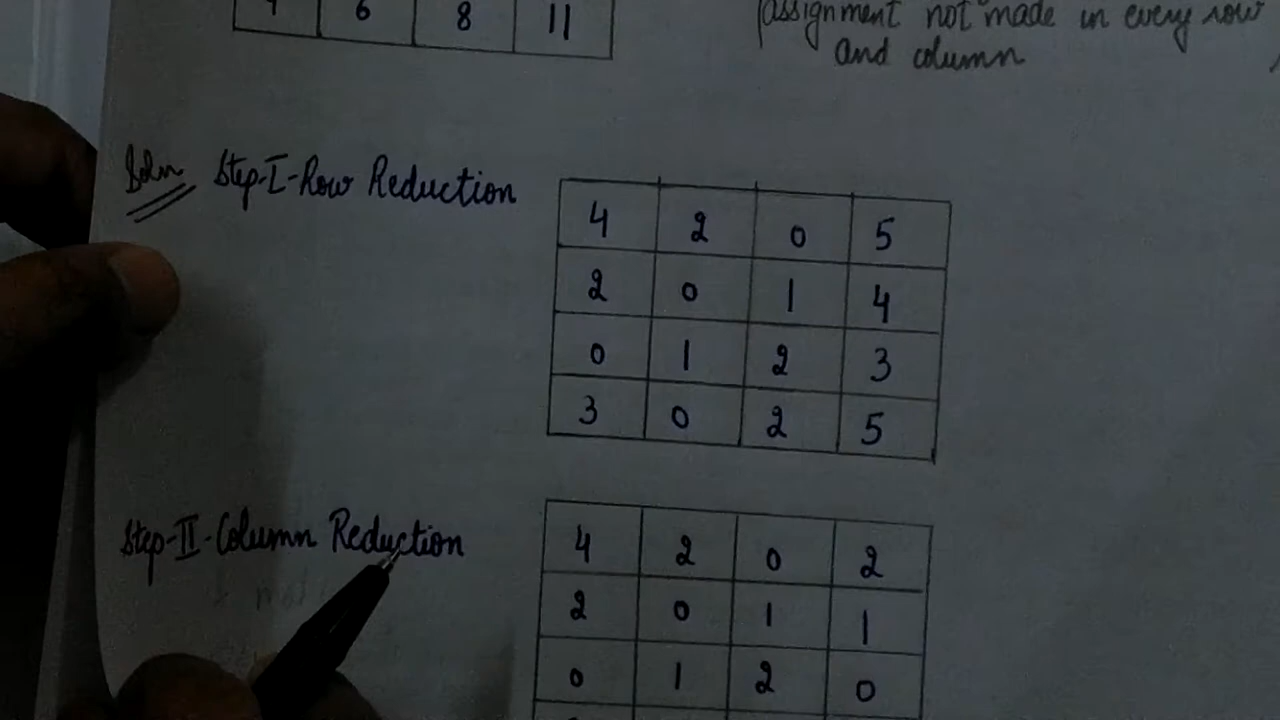 6 8 11
(assignment not made in every row
and column
Soln Step-I-Row Reduction
4 2 0 5
2 0 1 4
0 1 2 3
3 0 2 5
Step-II-Column Reduction
4 2 0 2
2 0 1 1
0 1 2 0